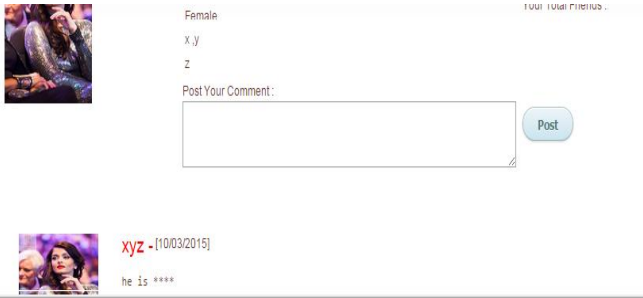 Your Total Friends :
Female
x ,y
z
Post Your Comment :
Post
xyz - [10/03/2015]
he is ****